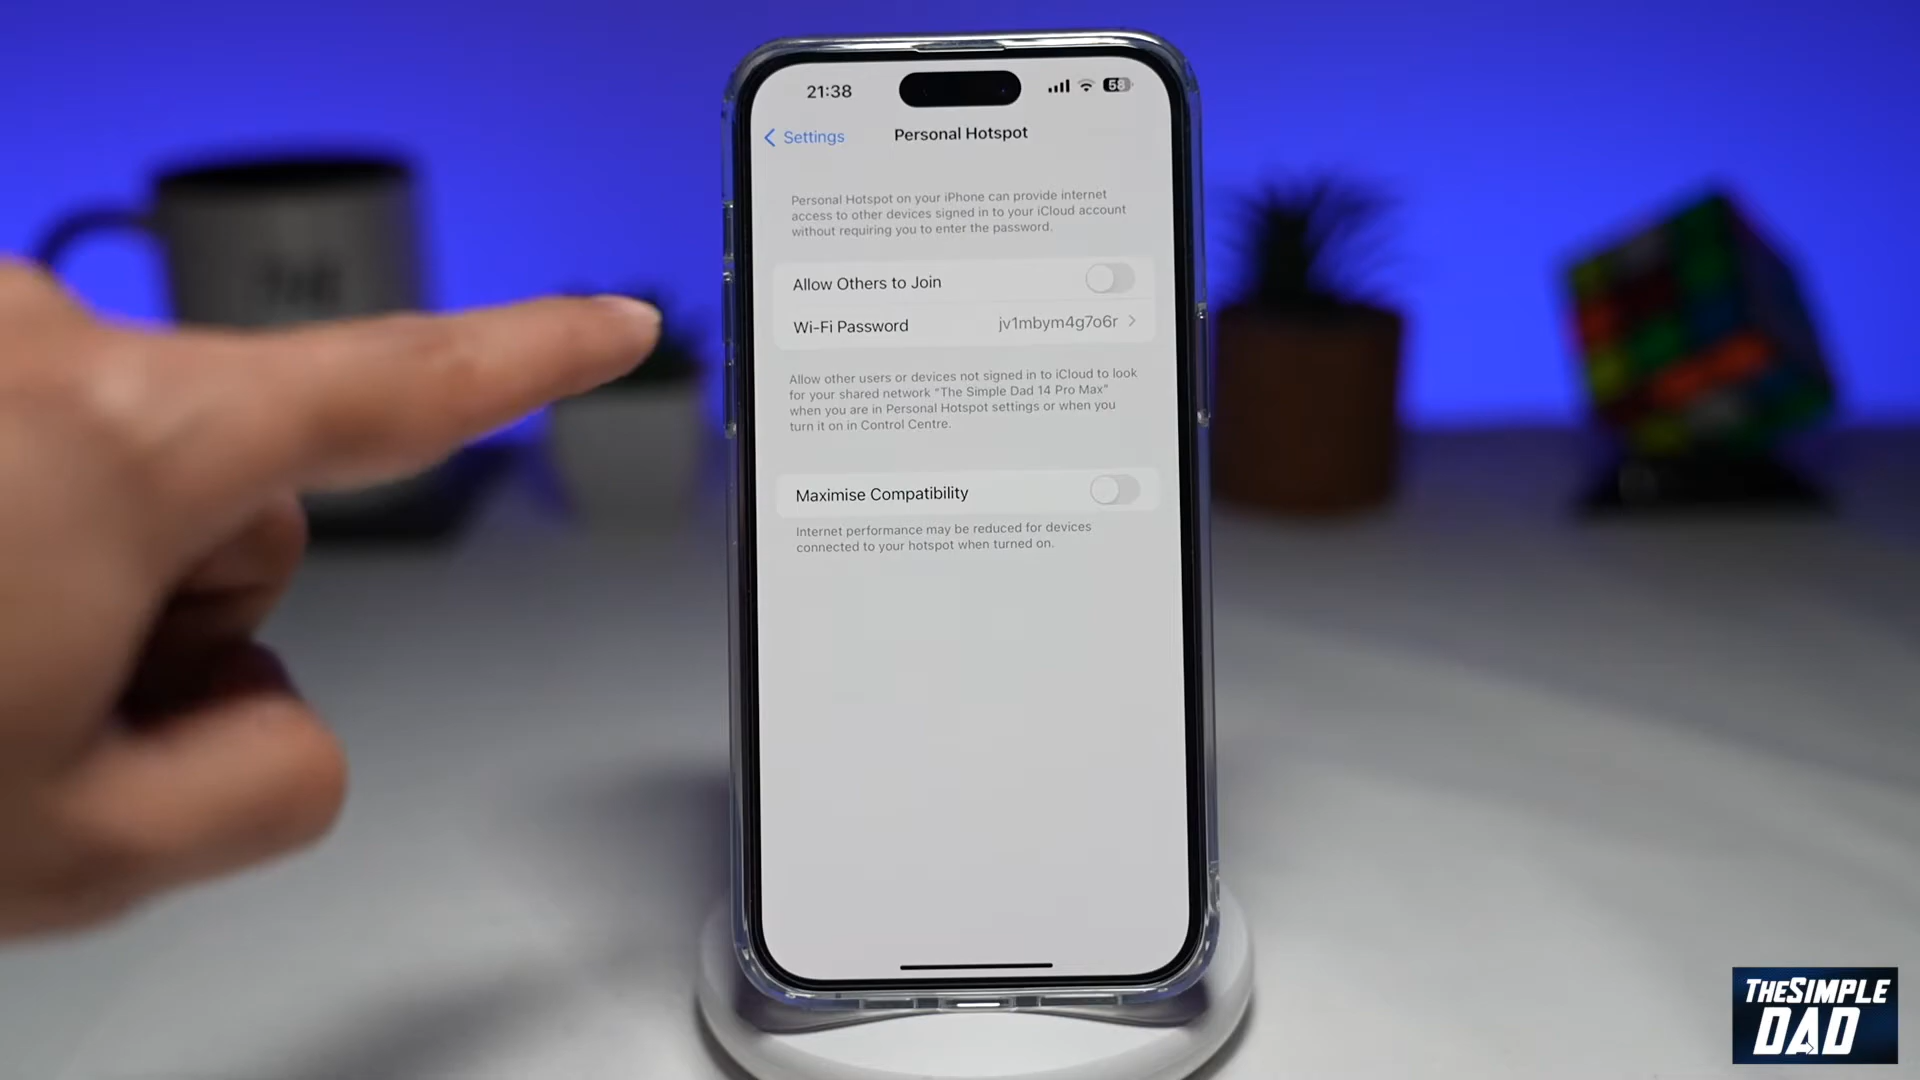 21:38
58
Settings
Personal Hotspot
Personal Hotspot on your iPhone can provide internet
access to other devices signed in to your iCloud account
without requiring you to enter the password.
Allow Others to Join
Wi-Fi Password jv1mbym4g7o6r
Allow other users or devices not signed in to iCloud to look
for your shared network “The Simple Dad 14 Pro Max”
when you are in Personal Hotspot settings or when you
turn it on in Control Centre.
Maximise Compatibility
Internet performance may be reduced for devices
connected to your hotspot when turned on.
THESIMPLE
DAD